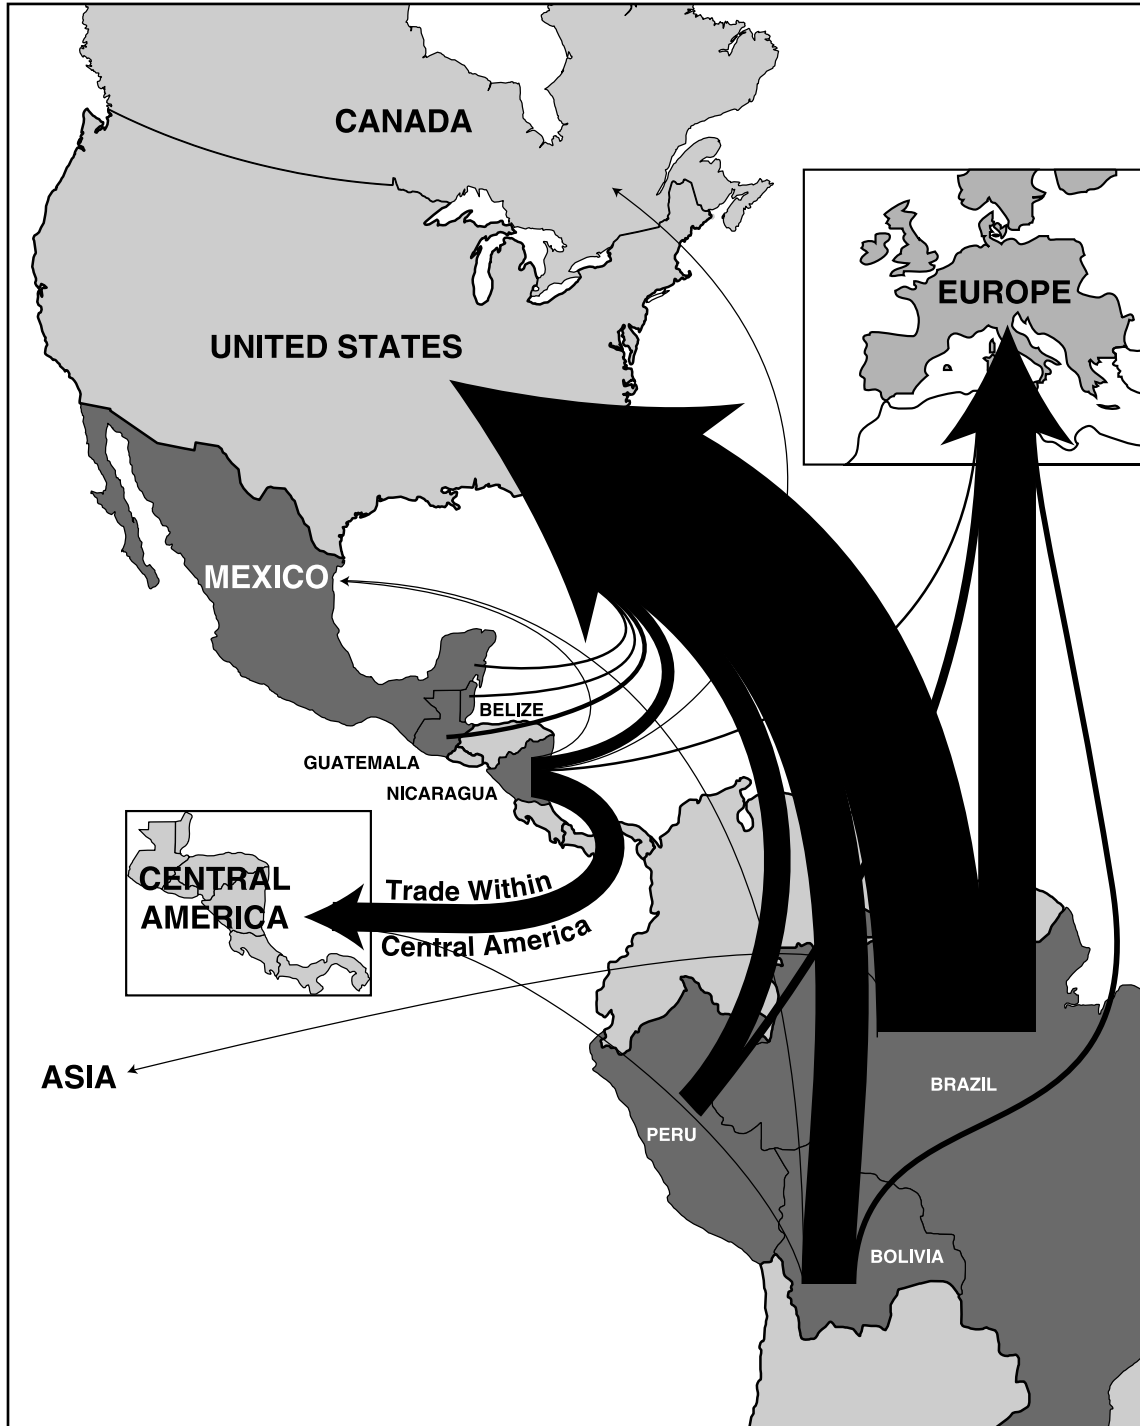 CANADA
EUROPE
UNITED STATES
MEXICO
BELIZE
GUATEMALA
NICARAGUA
CENTRAL
AMERICA
Trade Within
Central America
ASIA
BRAZIL
PERU
BOLIVIA